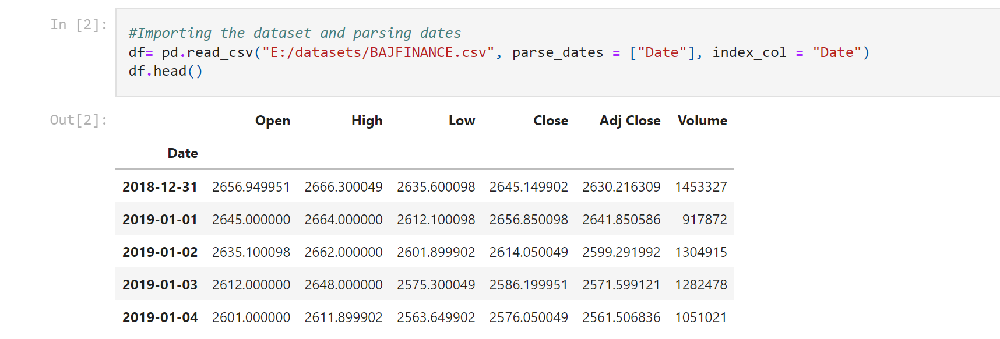 In [2]:
#Importing the dataset and parsing dates
df= pd.read_csv("E:/datasets/BAJFINANCE.csv", parse_dates = ["Date"], index_col = "Date")
df.head()
Out[2]:
Open High Low Close Adj Close Volume
Date
2018-12-31 2656.949951 2666.300049 2635.600098 2645.149902 2630.216309 1453327
2019-01-01 2645.000000 2664.000000 2612.100098 2656.850098 2641.850586 917872
2019-01-02 2635.100098 2662.000000 2601.899902 2614.050049 2599.291992 1304915
2019-01-03 2612.000000 2648.000000 2575.300049 2586.199951 2571.599121 1282478
2019-01-04 2601.000000 2611.899902 2563.649902 2576.050049 2561.506836 1051021